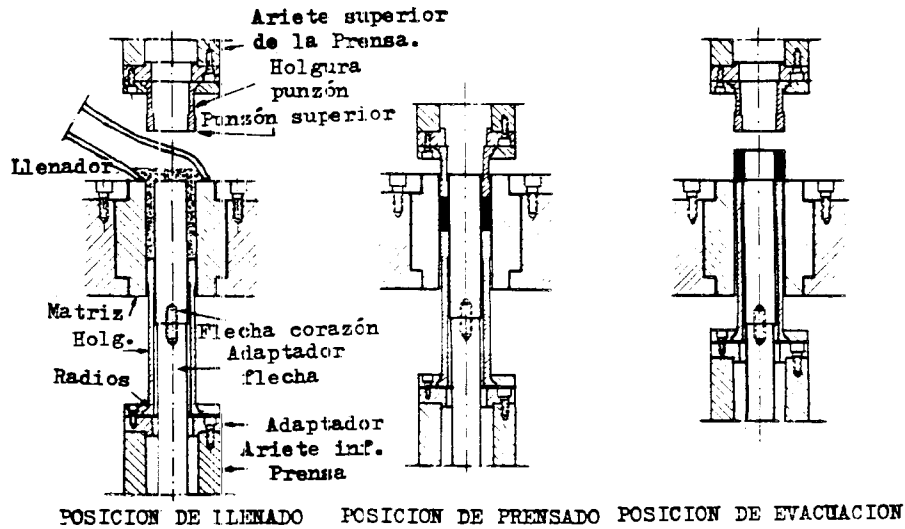 Ariete superior
de la Prensa.
Holgura
punzón
Punzón superior
Llenador
Matriz
Holg.
Flecha corazón
Adaptador
flecha
Radios
Adaptador
Ariete inf.
Prensa
POSICION DE LLENADO
POSICION DE PRENSADO
POSICION DE EVACUACION